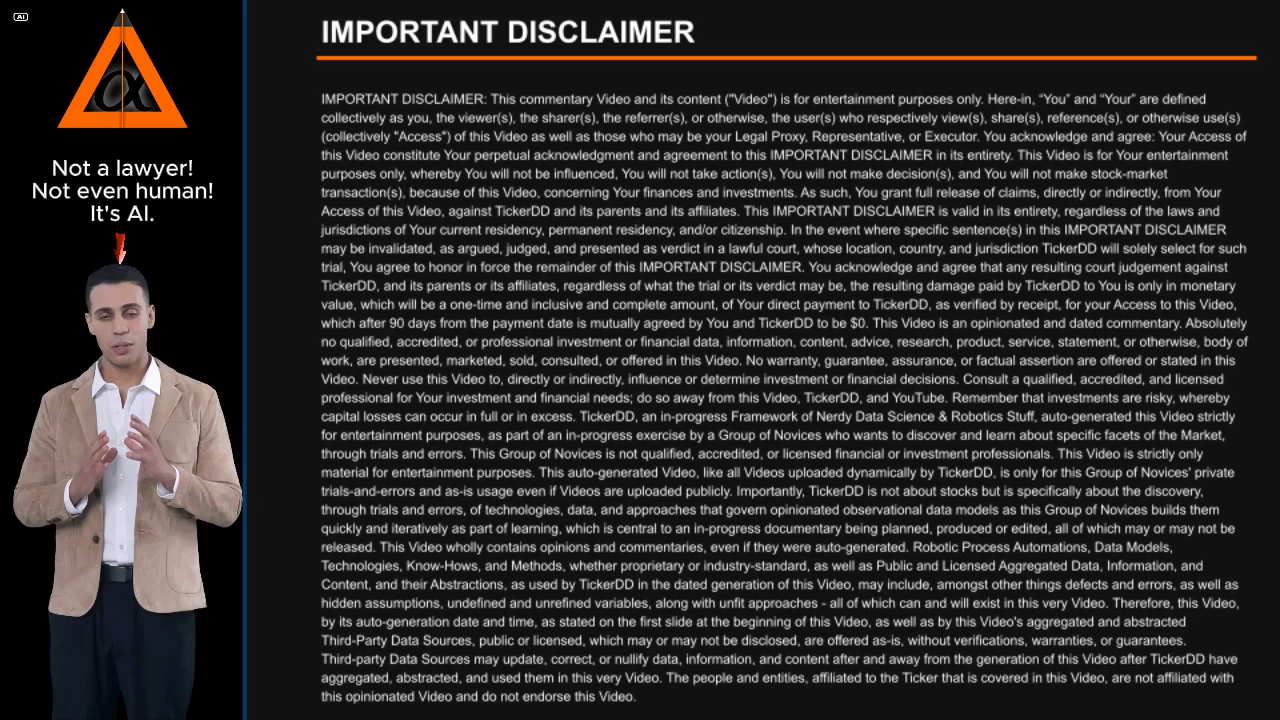 AI
IMPORTANT DISCLAIMER
α
Not a lawyer!
Not even human!
It's AI.
IMPORTANT DISCLAIMER: This commentary Video and its content ("Video") is for entertainment purposes only. Here-in, “You” and “Your” are defined
collectively as you, the viewer(s), the sharer(s), the referrer(s), or otherwise, the user(s) who respectively view(s), share(s), reference(s), or otherwise use(s)
(collectively "Access") of this Video as well as those who may be your Legal Proxy, Representative, or Executor. You acknowledge and agree: Your Access of
this Video constitute Your perpetual acknowledgment and agreement to this IMPORTANT DISCLAIMER in its entirety. This Video is for Your entertainment
purposes only, whereby You will not be influenced, You will not take action(s), You will not make decision(s), and You will not make stock-market
transaction(s), because of this Video, concerning Your finances and investments. As such, You grant full release of claims, directly or indirectly, from Your
Access of this Video, against TickerDD and its parents and its affiliates. This IMPORTANT DISCLAIMER is valid in its entirety, regardless of the laws and
jurisdictions of Your current residency, permanent residency, and/or citizenship. In the event where specific sentence(s) in this IMPORTANT DISCLAIMER
may be invalidated, as argued, judged, and presented as verdict in a lawful court, whose location, country, and jurisdiction TickerDD will solely select for such
trial, You agree to honor in force the remainder of this IMPORTANT DISCLAIMER. You acknowledge and agree that any resulting court judgement against
TickerDD, and its parents or its affiliates, regardless of what the trial or its verdict may be, the resulting damage paid by TickerDD to You is only in monetary
value, which will be a one-time and inclusive and complete amount, of Your direct payment to TickerDD, as verified by receipt, for your Access to this Video,
which after 90 days from the payment date is mutually agreed by You and TickerDD to be $0. This Video is an opinionated and dated commentary. Absolutely
no qualified, accredited, or professional investment or financial data, information, content, advice, research, product, service, statement, or otherwise, body of
work, are presented, marketed, sold, consulted, or offered in this Video. No warranty, guarantee, assurance, or factual assertion are offered or stated in this
Video. Never use this Video to, directly or indirectly, influence or determine investment or financial decisions. Consult a qualified, accredited, and licensed
professional for Your investment and financial needs; do so away from this Video, TickerDD, and YouTube. Remember that investments are risky, whereby
capital losses can occur in full or in excess. TickerDD, an in-progress Framework of Nerdy Data Science & Robotics Stuff, auto-generated this Video strictly
for entertainment purposes, as part of an in-progress exercise by a Group of Novices who wants to discover and learn about specific facets of the Market,
through trials and errors. This Group of Novices is not qualified, accredited, or licensed financial or investment professionals. This Video is strictly only
material for entertainment purposes. This auto-generated Video, like all Videos uploaded dynamically by TickerDD, is only for this Group of Novices' private
trials-and-errors and as-is usage even if Videos are uploaded publicly. Importantly, TickerDD is not about stocks but is specifically about the discovery,
through trials and errors, of technologies, data, and approaches that govern opinionated observational data models as this Group of Novices builds them
quickly and iteratively as part of learning, which is central to an in-progress documentary being planned, produced or edited, all of which may or may not be
released. This Video wholly contains opinions and commentaries, even if they were auto-generated. Robotic Process Automations, Data Models,
Technologies, Know-Hows, and Methods, whether proprietary or industry-standard, as well as Public and Licensed Aggregated Data, Information, and
Content, and their Abstractions, as used by TickerDD in the dated generation of this Video, may include, amongst other things defects and errors, as well as
hidden assumptions, undefined and unrefined variables, along with unfit approaches - all of which can and will exist in this very Video. Therefore, this Video,
by its auto-generation date and time, as stated on the first slide at the beginning of this Video, as well as by this Video's aggregated and abstracted
Third-Party Data Sources, public or licensed, which may or may not be disclosed, are offered as-is, without verifications, warranties, or guarantees.
Third-party Data Sources may update, correct, or nullify data, information, and content after and away from the generation of this Video after TickerDD have
aggregated, abstracted, and used them in this very Video. The people and entities, affiliated to the Ticker that is covered in this Video, are not affiliated with
this opinionated Video and do not endorse this Video.